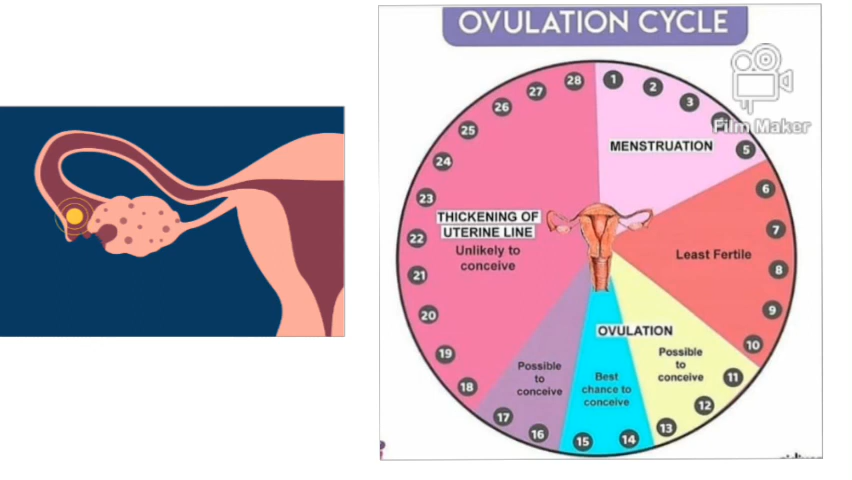 OVULATION CYCLE
Film Maker
28
1
2
3
5
6
7
8
9
10
11
12
13
14
15
16
17
18
19
20
21
22
23
24
25
26
27
MENSTRUATION
Least Fertile
OVULATION
Possible
to
conceive
Best
chance to
conceive
Possible
to
conceive
THICKENING OF
UTERINE LINE
Unlikely to
conceive